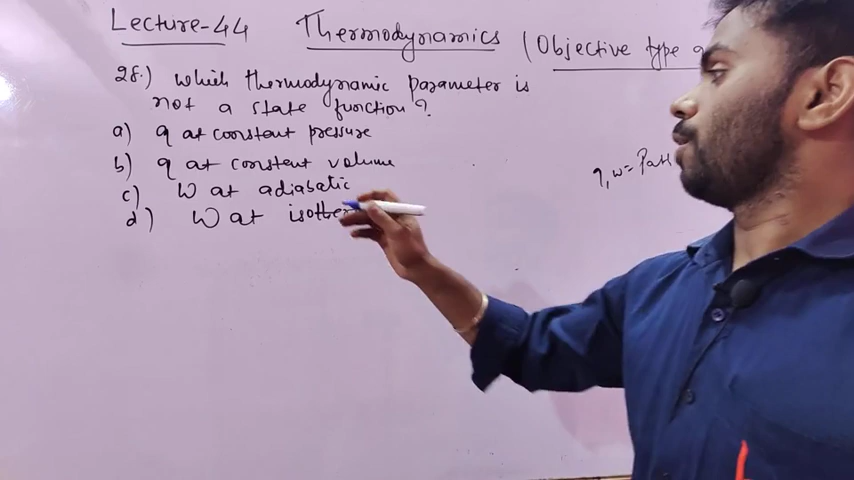 Lecture-44 Thermodynamics (Objective type
28.) which thermodynamic parameter is
not a state function?
a) q at constant pressure
b) q at constant volume
c) W at adiabatic
d) W at
q, w =